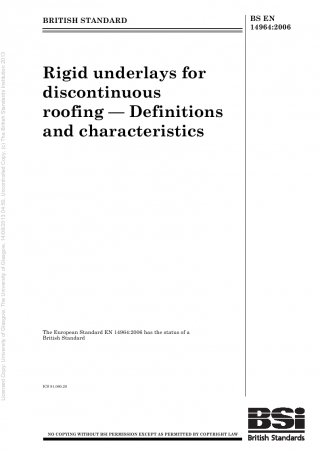 BRITISH STANDARD
BS EN
14964:2006
Rigid underlays for
discontinuous
roofing — Definitions
and characteristics
The European Standard EN 14964:2006 has the status of a
British Standard
NO COPYING WITHOUT BSI PERMISSION EXCEPT AS PERMITTED BY COPYRIGHT LAW
BSi
British Standards